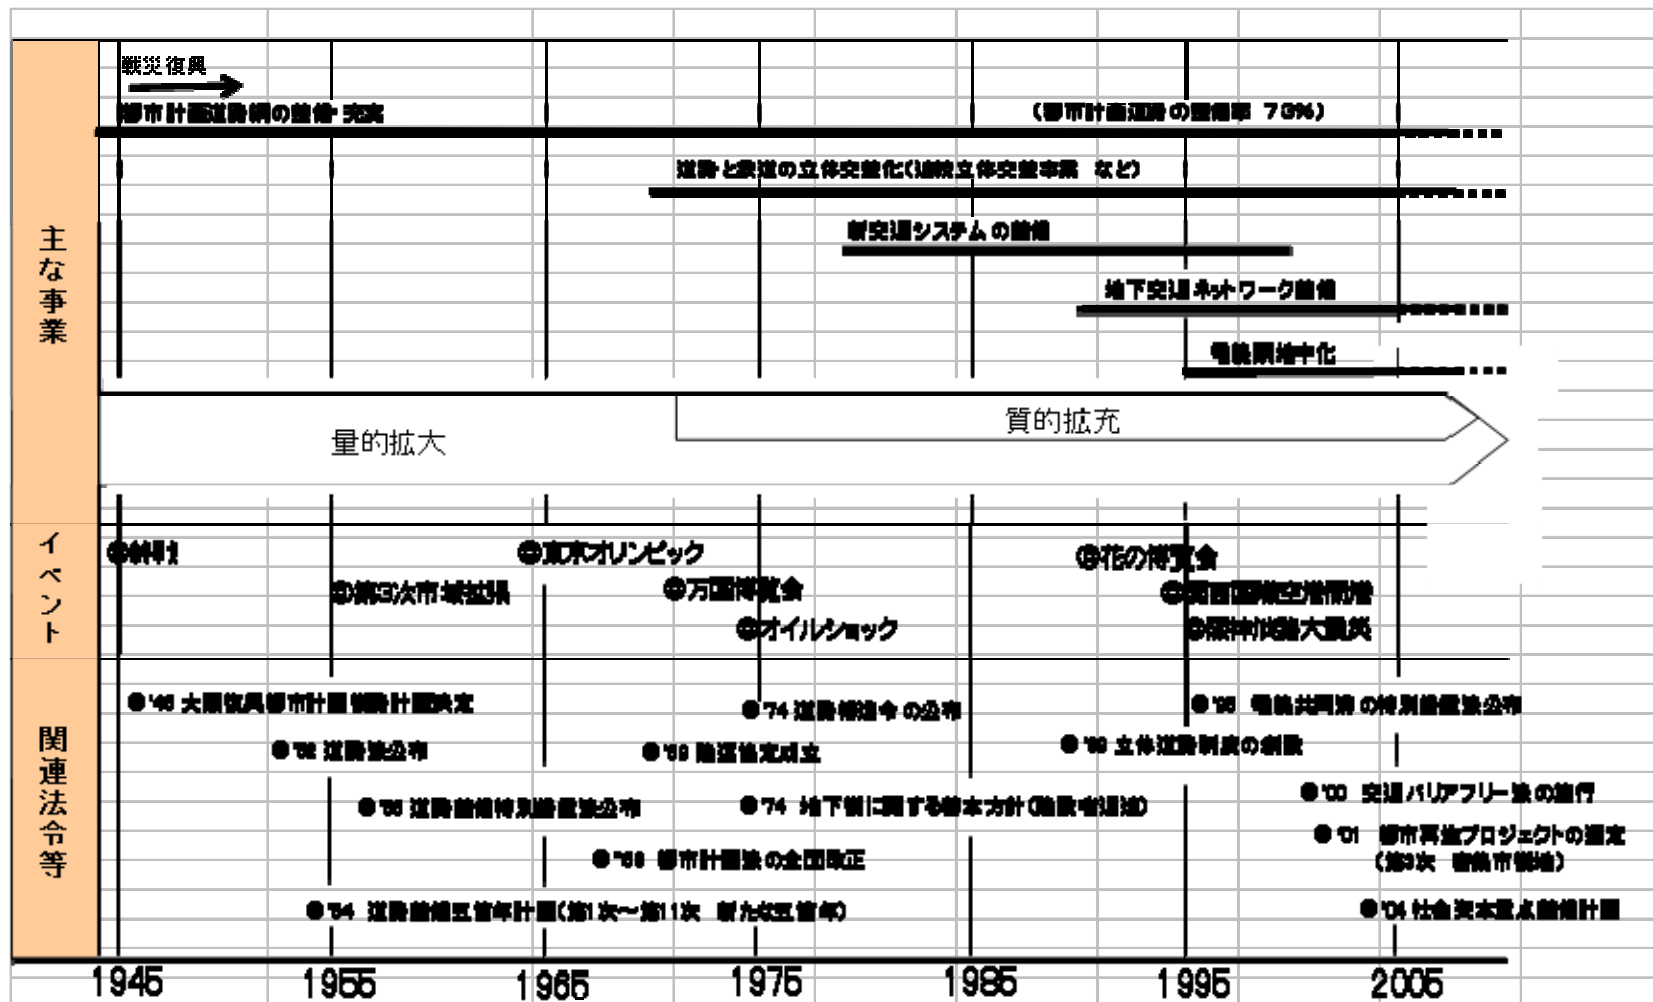 主な事業
戦災復興
都市計画道路網の整備・充実
(都市計画道路の整備率 73%)
道路と鉄道の立体交差化(連続立体交差事業 など)
新交通システムの整備
地下交通ネットワーク整備
電線類地中化
量的拡大
質的拡充
イベント
終戦
東京オリンピック
花の博覧会
第3次市域拡張
万国博覧会
関西国際空港開港
オイルショック
阪神淡路大震災
関連法令等
大阪復興都市計画街路計画決定
'74 道路構造令の公布
'95 電線共同溝の特別措置法公布
'52 道路法公布
'69
'89 立体道路制度の創設
道路整備特別措置法公布
'74 地下街に関する基本方針
'00 交通バリアフリー法の施行
'68 都市計画法の全面改正
'01 都市再生プロジェクトの選定
(第3次 密集市街地)
'54 道路整備五箇年計画(第1次~第11次 新たな五箇年)
'04 社会資本重点整備計画
1945 1955 1965 1975 1985 1995 2005